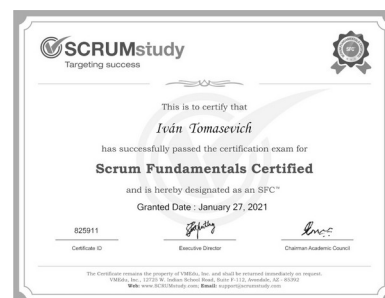 SCRUMstudy
Targeting success
SFC
This is to certify that
Iván Tomasevich
has successfully passed the certification exam for
Scrum Fundamentals Certified
and is hereby designated as an SFC™
Granted Date : January 27, 2021
825911
Certificate ID
Executive Director
Chairman Academic Council
The Certificate remains the property of VMEdu, Inc. and shall be returned immediately on request.
VMEdu, Inc., 12725 W. Indian School Road, Suite F-112, Avondale, AZ - 85392
Web: www.SCRUMstudy.com; Email: support@scrumstudy.com